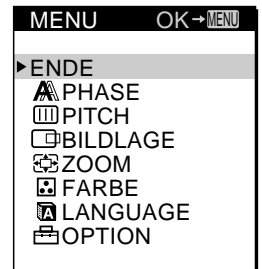 MENU OK→MENU
ENDE
PHASE
PITCH
BILDLAGE
ZOOM
FARBE
LANGUAGE
OPTION